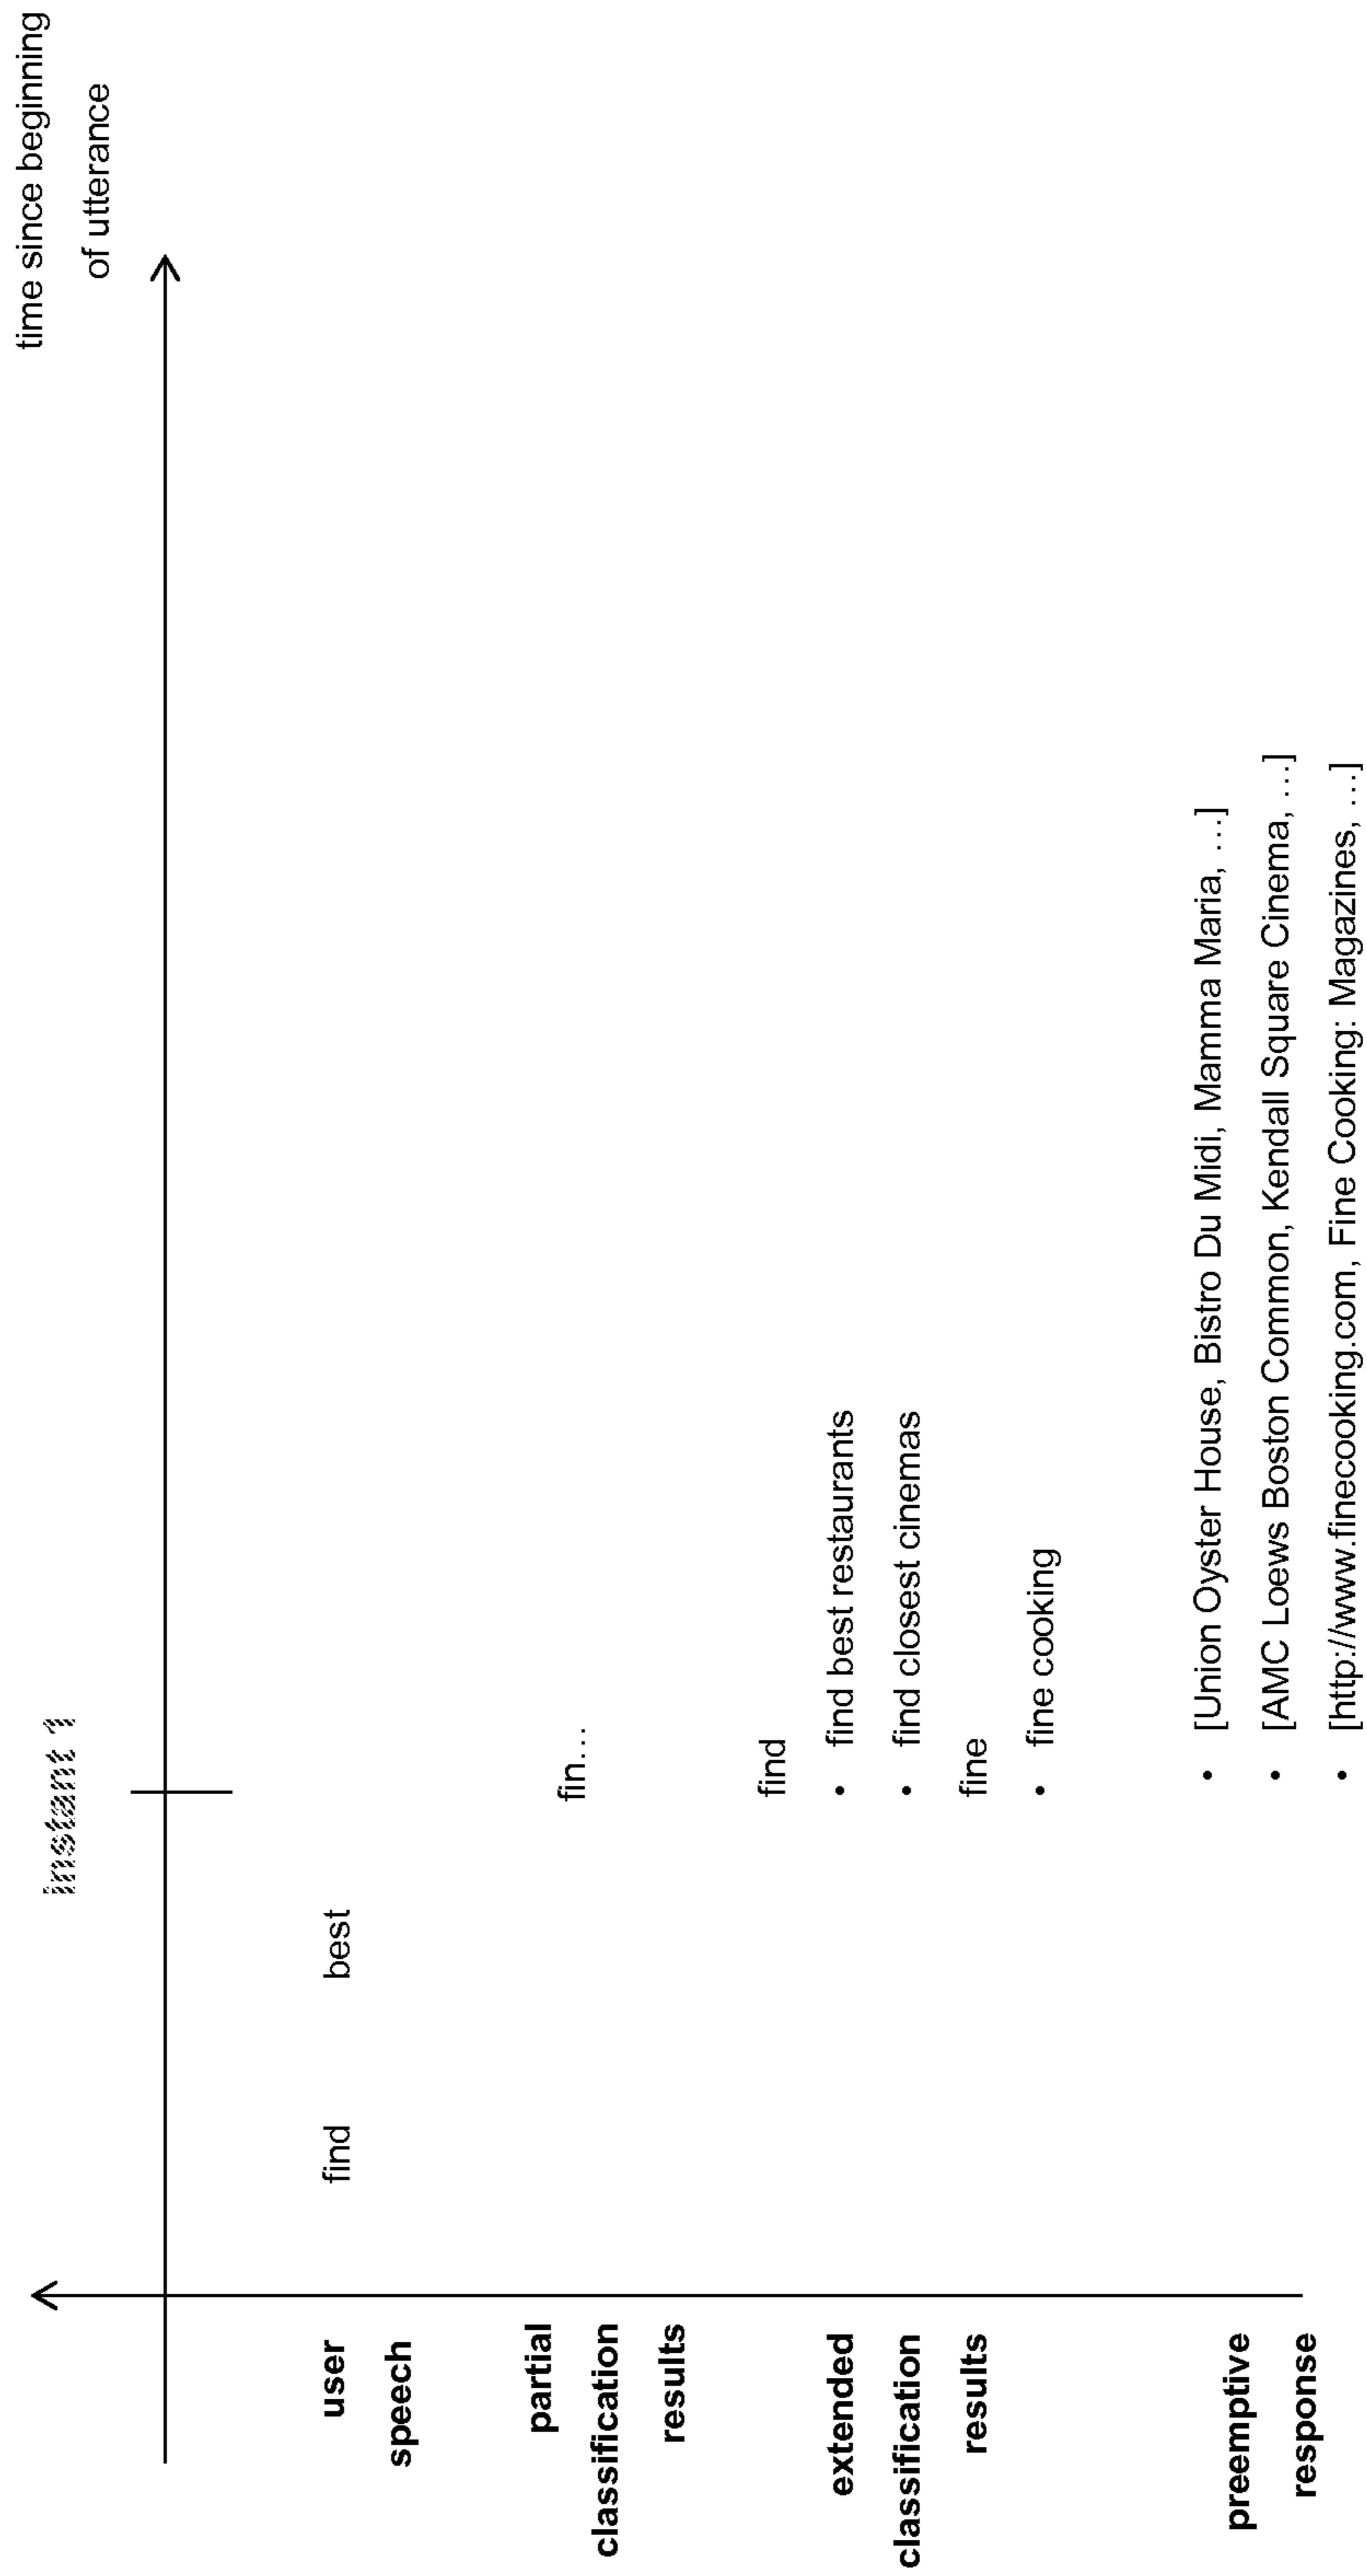 time since beginning
of utterance
instant 1
user
speech
find best
partial
classification
results
fin…
extended
classification
results
find
• find best restaurants
• find closest cinemas
fine
• fine cooking
preemptive
response
• [Union Oyster House, Bistro Du Midi, Mamma Maria, …]
• [AMC Loews Boston Common, Kendall Square Cinema, …]
• [http://www.finecooking.com, Fine Cooking: Magazines, …]